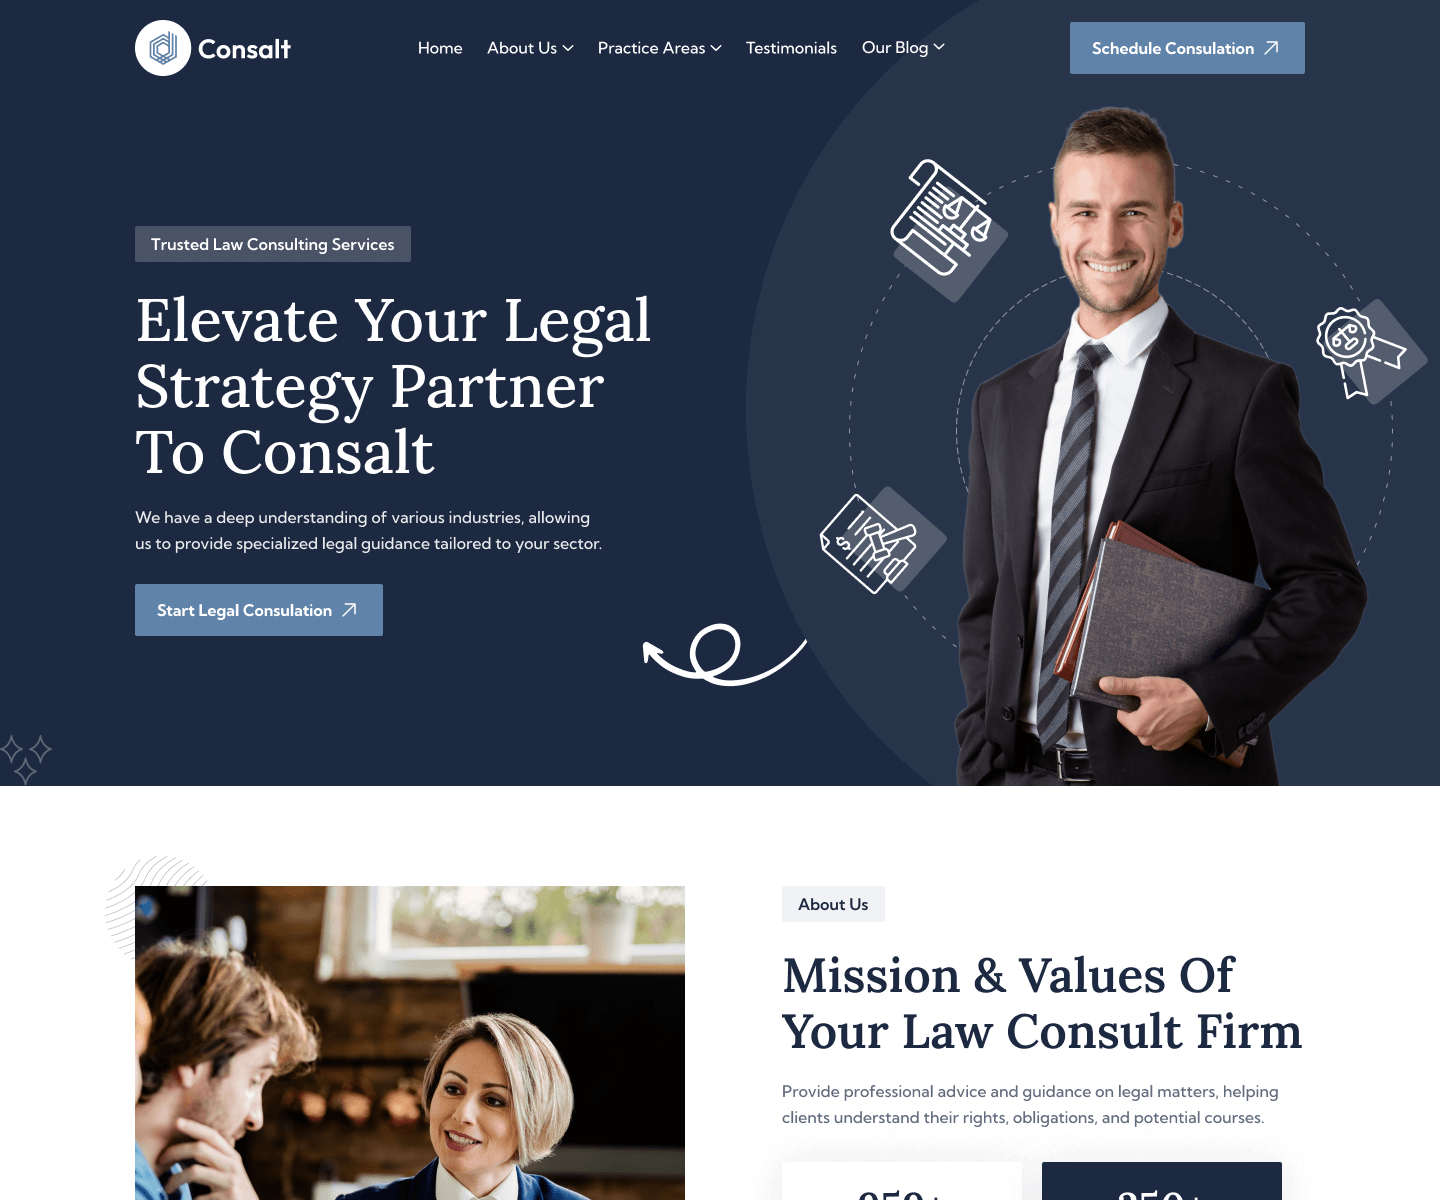 Consalt
Home
About Us
Practice Areas
Testimonials
Our Blog
Schedule Consulation
Trusted Law Consulting Services
Elevate Your Legal
Strategy Partner
To Consalt
We have a deep understanding of various industries, allowing
us to provide specialized legal guidance tailored to your sector.
Start Legal Consulation
About Us
Mission & Values Of
Your Law Consult Firm
Provide professional advice and guidance on legal matters, helping
clients understand their rights, obligations, and potential courses.